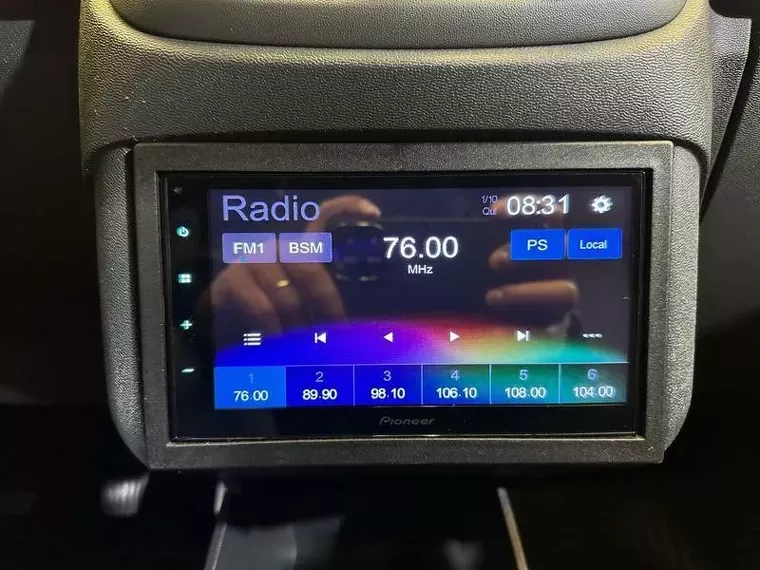 Radio
1/10
Qui
08:31
FM1 BSM 76.00 MHz PS Local
1 2 3 4 5 6
76.00 89.90 98.10 106.10 108.00 104.00
Pioneer